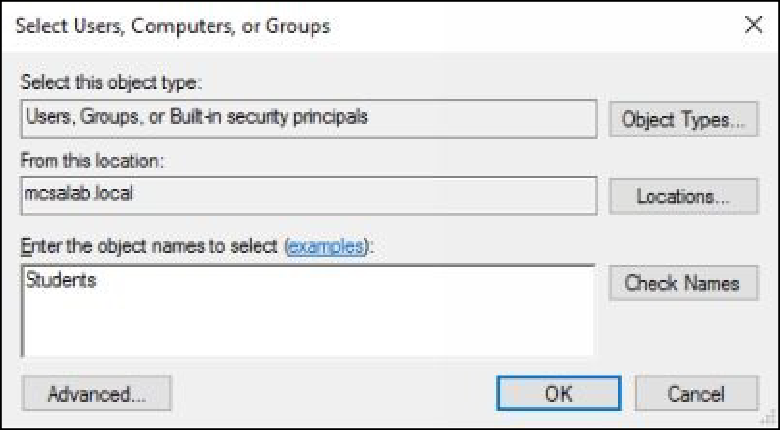 Select Users, Computers, or Groups
Select this object type:
Users, Groups, or Built-in security principals
Object Types...
From this location:
mcsalab.local
Locations...
Enter the object names to select (examples):
Students
Check Names
Advanced...
OK
Cancel